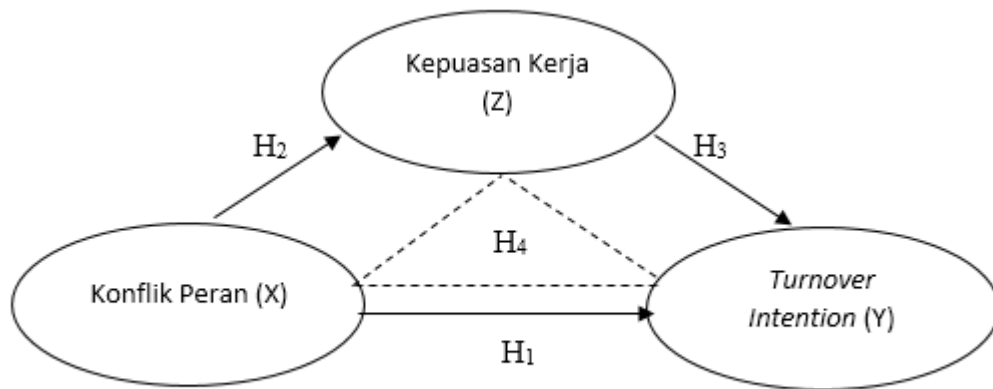 Kepuasan Kerja
(Z)
H₂
H₃
H₄
Konflik Peran (X)
Turnover
Intention (Y)
H₁